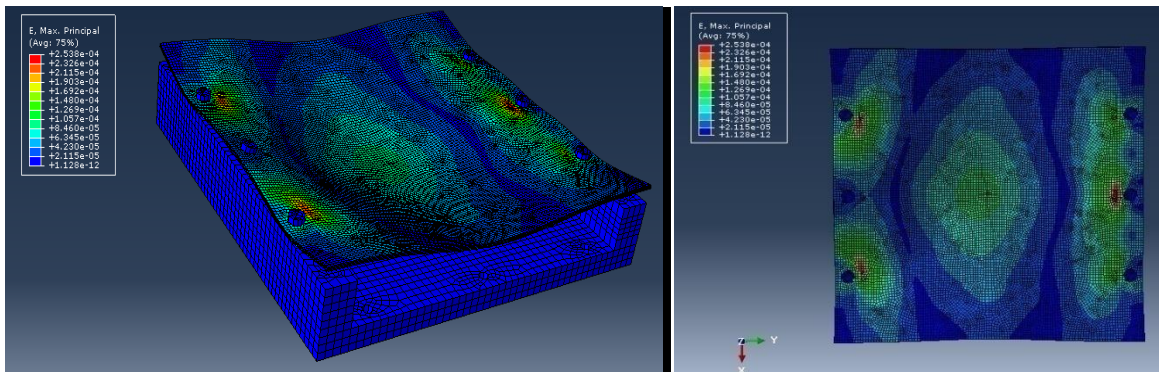 E, Max. Principal
(Avg: 75%)
+2.538e-04
+2.326e-04
+2.115e-04
+1.903e-04
+1.692e-04
+1.480e-04
+1.269e-04
+1.057e-04
+8.460e-05
+6.345e-05
+4.230e-05
+2.115e-05
+1.128e-12
E, Max. Principal
(Avg: 75%)
+2.538e-04
+2.326e-04
+2.115e-04
+1.903e-04
+1.692e-04
+1.480e-04
+1.269e-04
+1.057e-04
+8.460e-05
+6.345e-05
+4.230e-05
+2.115e-05
+1.128e-12
Z Y
X